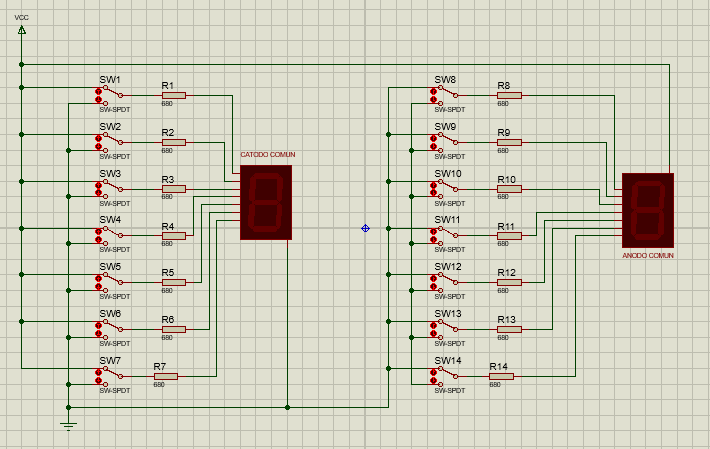 VCC
SW1
R1
SW-SPDT
680
SW2
R2
SW-SPDT
680
CATODO COMUN
SW3
R3
SW-SPDT
680
SW4
R4
SW-SPDT
680
SW5
R5
SW-SPDT
680
SW6
R6
SW-SPDT
680
SW7
R7
SW-SPDT
680
SW8
R8
SW-SPDT
680
SW9
R9
SW-SPDT
680
SW10
R10
SW-SPDT
680
SW11
R11
SW-SPDT
680
ANODO COMUN
SW12
R12
SW-SPDT
680
SW13
R13
SW-SPDT
680
SW14
R14
SW-SPDT
680